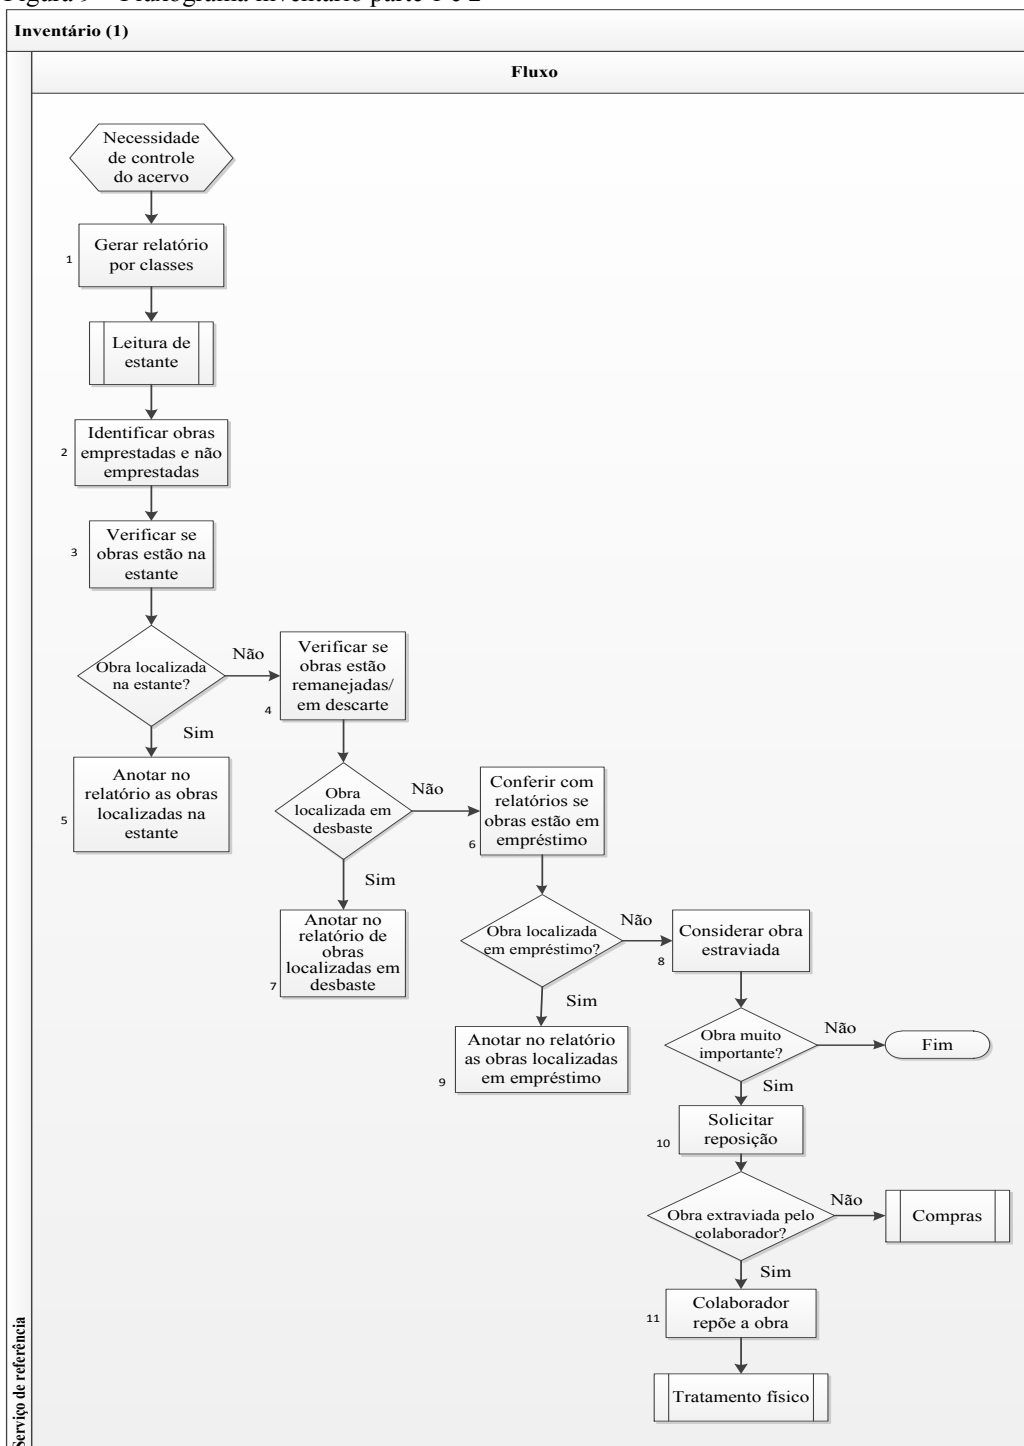 Figura 9 – Fluxograma inventário parte 1 e 2
Inventário (1)
Fluxo
Necessidade
de controle
do acervo
1
Gerar relatório
por classes
Leitura de
estante
2
Identificar obras
emprestadas e não
emprestadas
3
Verificar se
obras estão na
estante
Obra localizada
na estante?
Não
Sim
4
Verificar se
obras estão
remanejadas/
em descarte
5
Anotar no
relatório as obras
localizadas na
estante
Obra
localizada em
desbaste
Não
Sim
6
Conferir com
relatórios se
obras estão em
empréstimo
7
Anotar no
relatório de
obras
localizadas em
desbaste
Obra localizada
em empréstimo?
Não
Sim
8
Considerar obra
estraviada
9
Anotar no relatório
as obras localizadas
em empréstimo
Obra muito
importante?
Não
Fim
Sim
10
Solicitar
reposição
Obra extraviada pelo
colaborador?
Não
Compras
Sim
11
Colaborador
repõe a obra
Tratamento físico
Serviço de referência